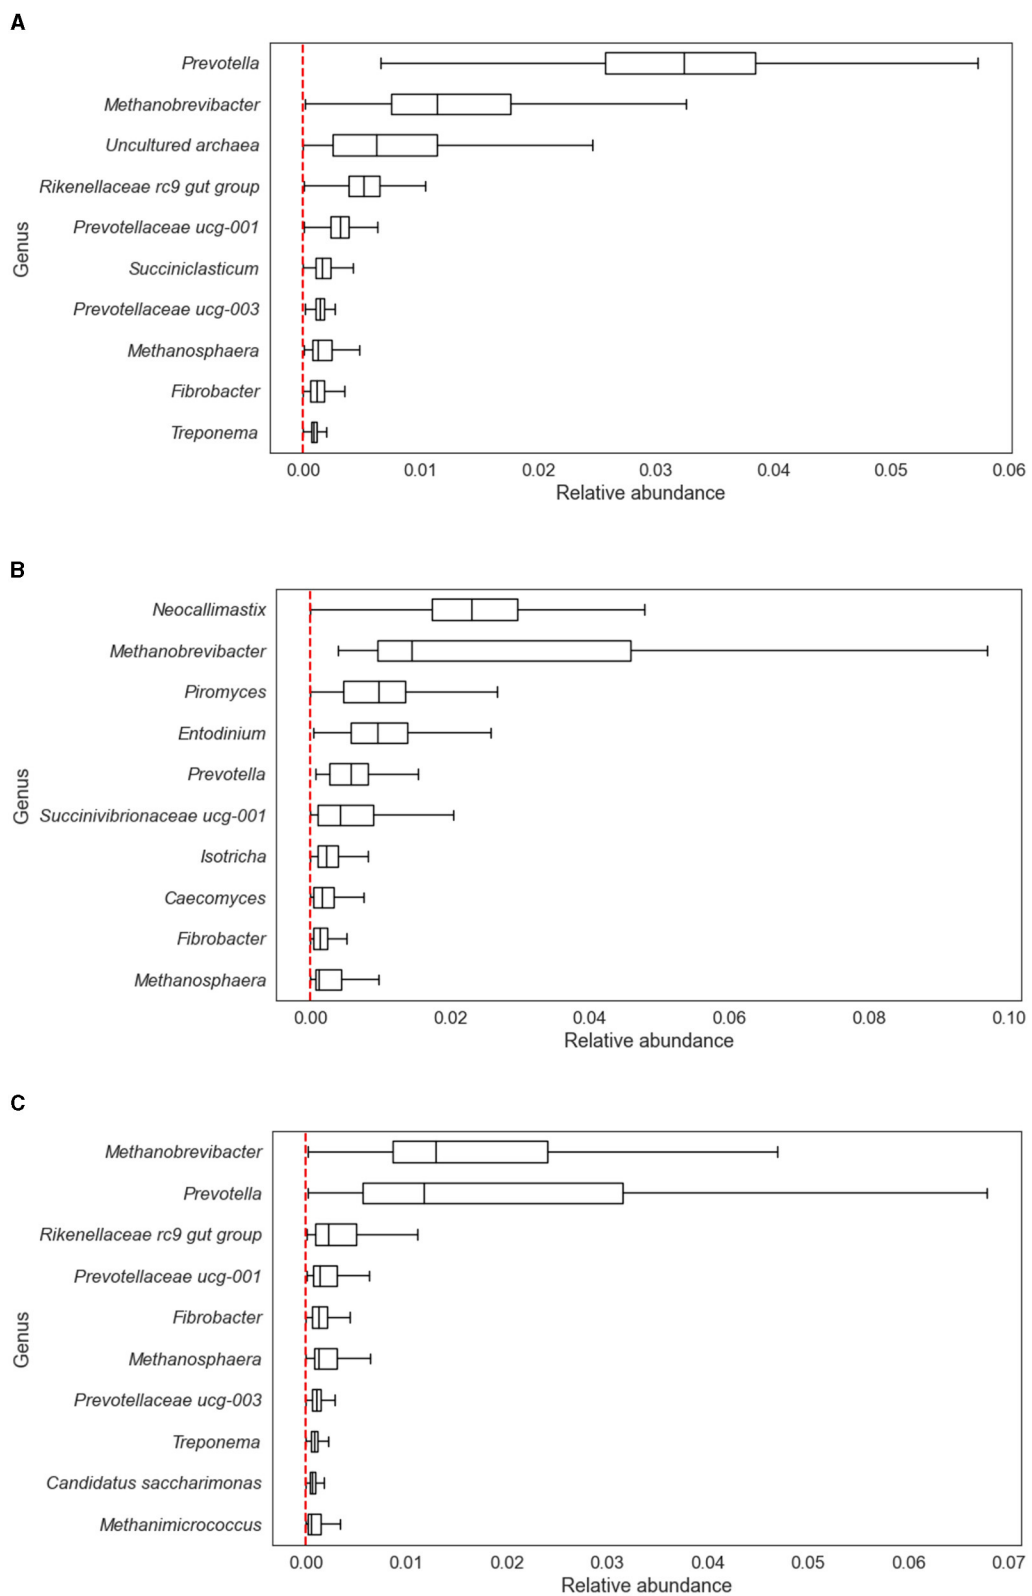 A
Prevotella
Methanobrevibacter
Uncultured archaea
Rikenellaceae rc9 gut group
Prevotellaceae ucg-001
Succiniclasticum
Prevotellaceae ucg-003
Methanosphaera
Fibrobacter
Treponema
Genus
0.00 0.01 0.02 0.03 0.04 0.05 0.06
Relative abundance
B
Neocallimastix
Methanobrevibacter
Piromyces
Entodinium
Prevotella
Succinivibrionaceae ucg-001
Isotricha
Caecomyces
Fibrobacter
Methanosphaera
Genus
0.00 0.02 0.04 0.06 0.08 0.10
Relative abundance
C
Methanobrevibacter
Prevotella
Rikenellaceae rc9 gut group
Prevotellaceae ucg-001
Fibrobacter
Methanosphaera
Prevotellaceae ucg-003
Treponema
Candidatus saccharimonas
Methanimicrococcus
Genus
0.00 0.01 0.02 0.03 0.04 0.05 0.06 0.07
Relative abundance